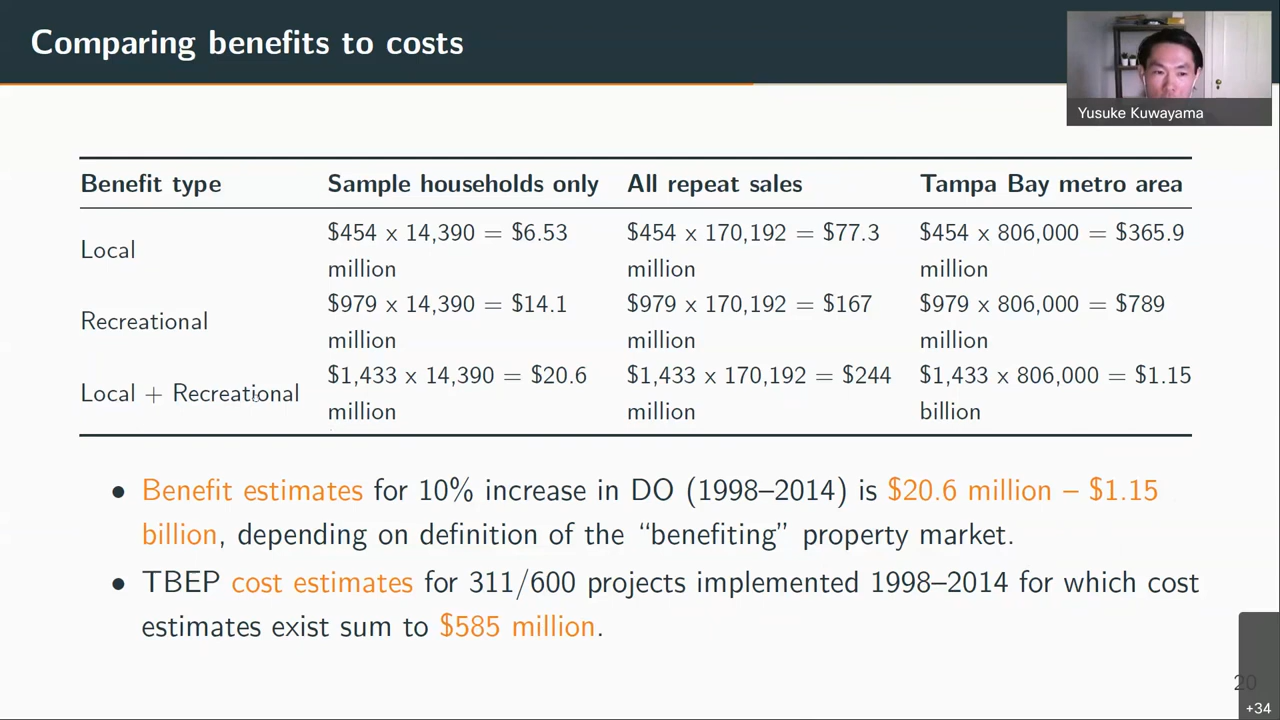 Comparing benefits to costs
Yusuke Kuwayama
Benefit type Sample households only All repeat sales Tampa Bay metro area
Local $454 x 14,390 = $6.53 million $454 x 170,192 = $77.3 million $454 x 806,000 = $365.9 million
Recreational $979 x 14,390 = $14.1 million $979 x 170,192 = $167 million $979 x 806,000 = $789 million
Local + Recreational $1,433 x 14,390 = $20.6 million $1,433 x 170,192 = $244 million $1,433 x 806,000 = $1.15 billion
• Benefit estimates for 10% increase in DO (1998–2014) is $20.6 million – $1.15
billion, depending on definition of the “benefiting” property market.
• TBEP cost estimates for 311/600 projects implemented 1998–2014 for which cost
estimates exist sum to $585 million.
20
+34